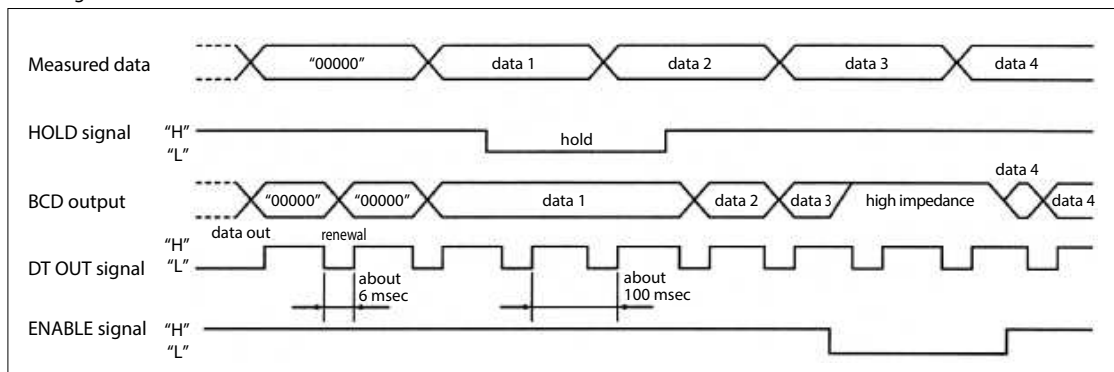 Measured data "00000" data 1 data 2 data 3 data 4
HOLD signal "H" hold
"L"
data 4
BCD output "00000" "00000" data 1 data 2 data 3 high impedance data 4
data out renewal
DT OUT signal "H"
"L"
about
6 msec
about
100 msec
ENABLE signal "H"
"L"